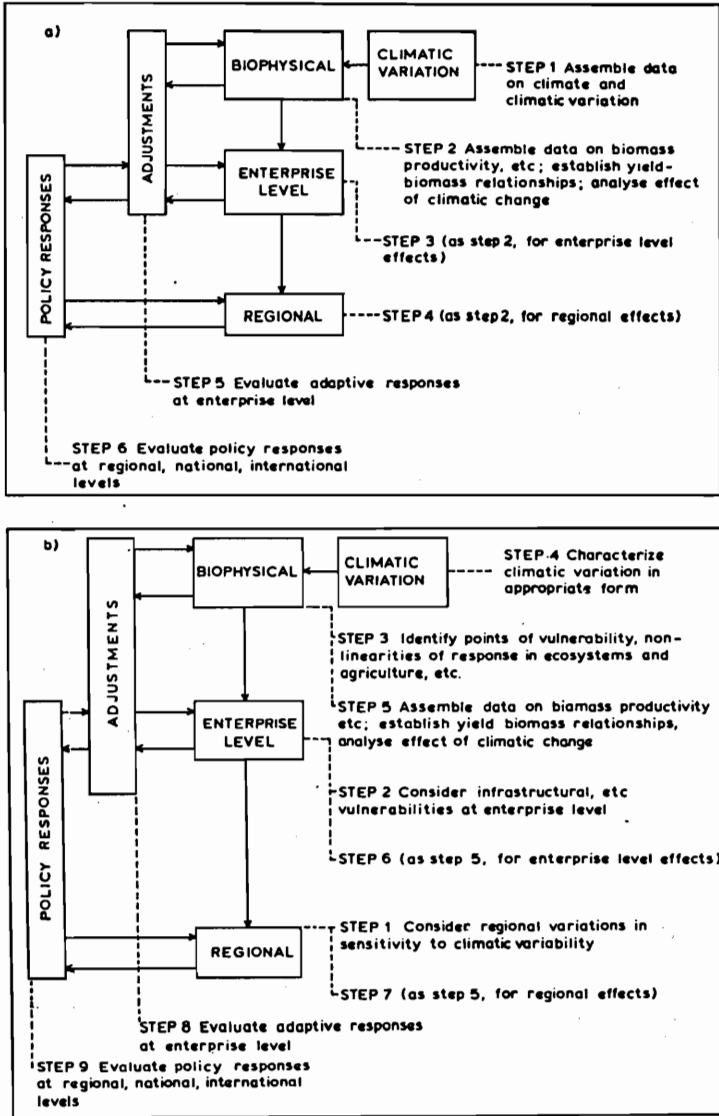 a)
BIOPHYSICAL
CLIMATIC
VARIATION
STEP 1 Assemble data
on climate and
climatic variation
ADJUSTMENTS
STEP 2 Assemble data on biomass
productivity, etc; establish yield-
biomass relationships; analyse effect
of climatic change
ENTERPRISE
LEVEL
POLICY RESPONSES
STEP 3 (as step 2, for enterprise level
effects)
REGIONAL
STEP 4 (as step 2, for regional effects)
STEP 5 Evaluate adaptive responses
at enterprise level
STEP 6 Evaluate policy responses
at regional, national, international
levels
b)
BIOPHYSICAL
CLIMATIC
VARIATION
STEP 4 Characterize
climatic variation in
appropriate form
ADJUSTMENTS
STEP 3 Identify points of vulnerability, non-
linearities of response in ecosystems and
agriculture, etc.
STEP 5 Assemble data on biomass productivity
etc; establish yield biomass relationships,
analyse effect of climatic change
ENTERPRISE
LEVEL
POLICY RESPONSES
STEP 2 Consider infrastructural, etc
vulnerabilities at enterprise level
STEP 6 (as step 5, for enterprise level effects)
STEP 1 Consider regional variations in
sensitivity to climatic variability
REGIONAL
STEP 7 (as step 5, for regional effects)
STEP 8 Evaluate adaptive responses
at enterprise level
STEP 9 Evaluate policy responses
at regional, national, international
levels